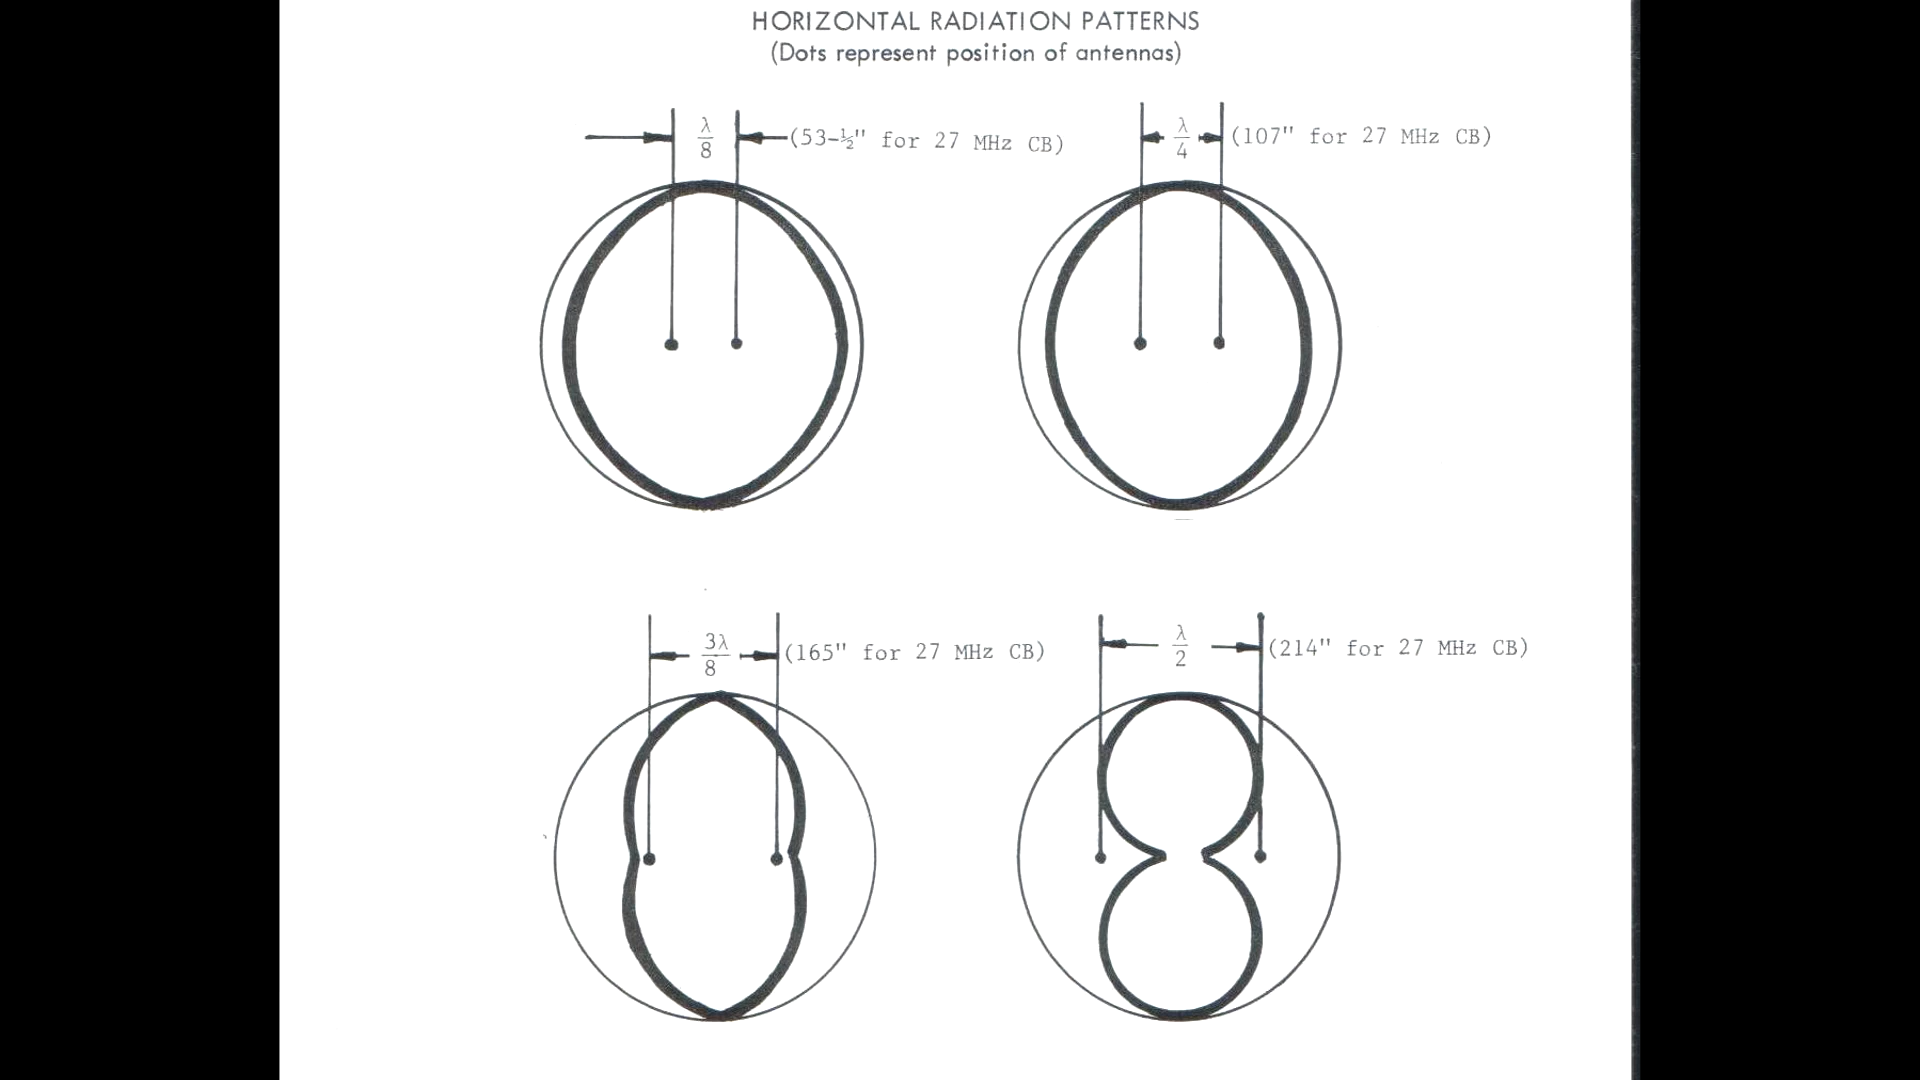 HORIZONTAL RADIATION PATTERNS
(Dots represent position of antennas)
λ/8 (53-½" for 27 MHz CB)
λ/4 (107" for 27 MHz CB)
3λ/8 (165" for 27 MHz CB)
λ/2 (214" for 27 MHz CB)